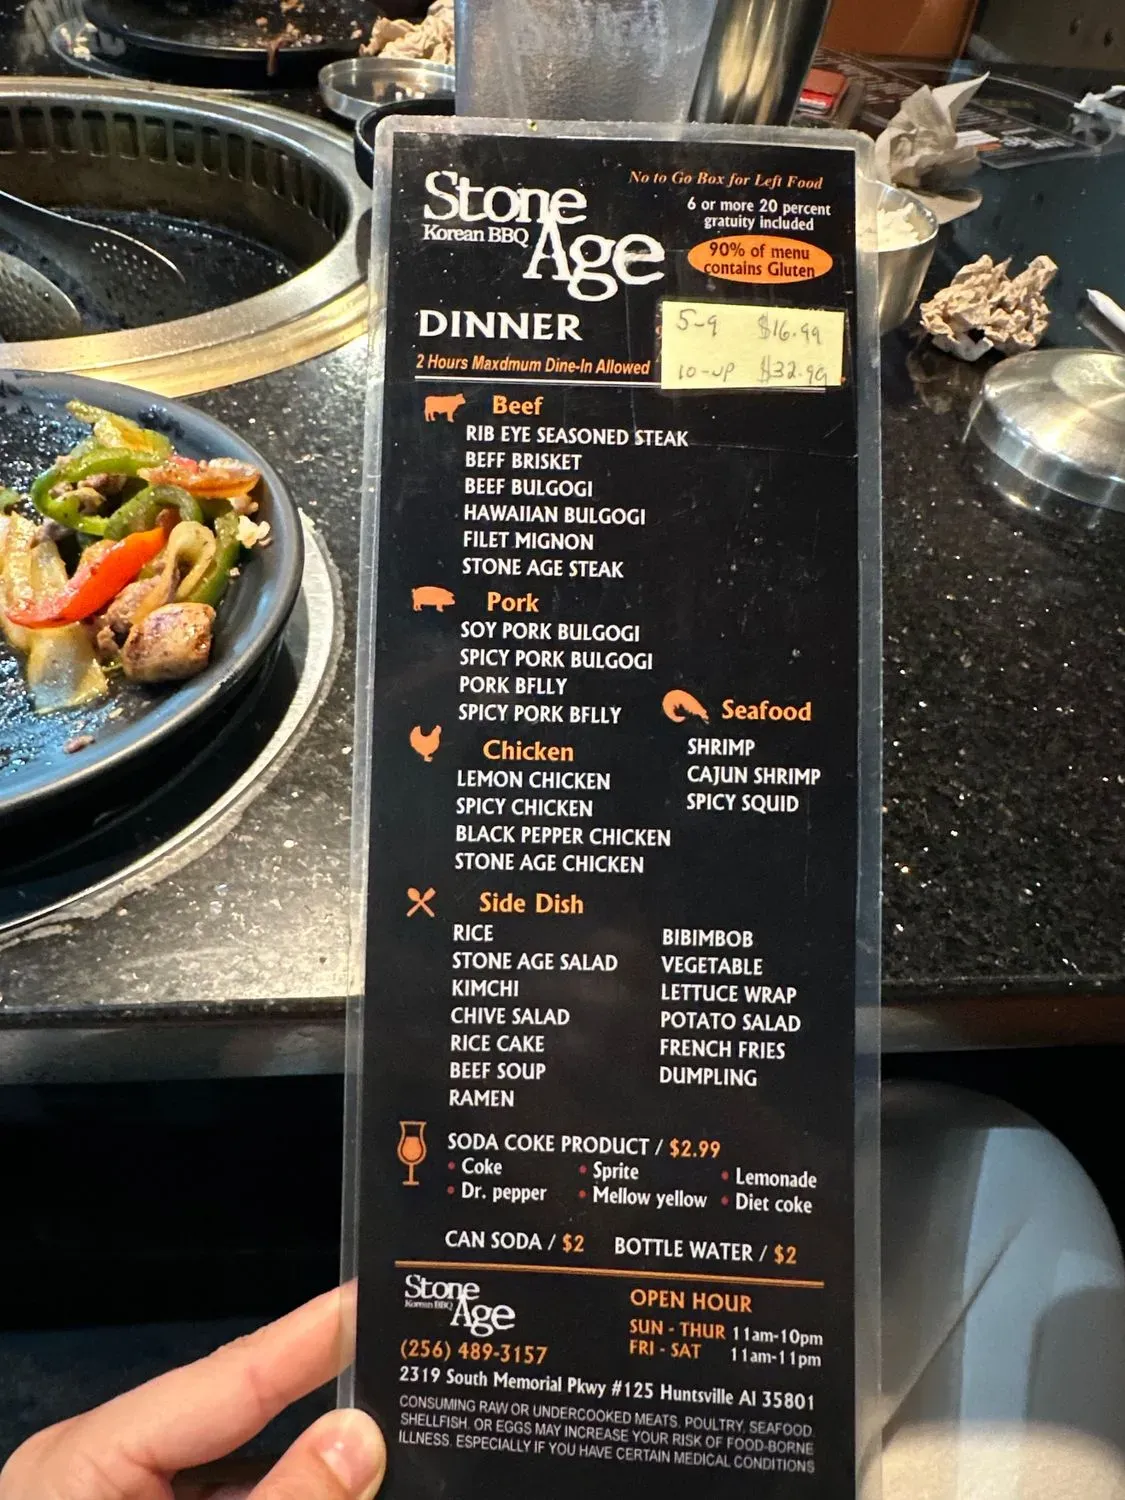 Stone
Korean BBQ
Age
No to Go Box for Left Food
6 or more 20 percent
gratuity included
90% of menu
contains Gluten
DINNER
2 Hours Maxdmum Dine-In Allowed
5-9 $16.99
10-UP $32.99
Beef
RIB EYE SEASONED STEAK
BEFF BRISKET
BEEF BULGOGI
HAWAIIAN BULGOGI
FILET MIGNON
STONE AGE STEAK
Pork
SOY PORK BULGOGI
SPICY PORK BULGOGI
PORK BFLLY
SPICY PORK BFLLY
Seafood
SHRIMP
CAJUN SHRIMP
SPICY SQUID
Chicken
LEMON CHICKEN
SPICY CHICKEN
BLACK PEPPER CHICKEN
STONE AGE CHICKEN
Side Dish
RICE
STONE AGE SALAD
KIMCHI
CHIVE SALAD
RICE CAKE
BEEF SOUP
RAMEN
BIBIMBOB
VEGETABLE
LETTUCE WRAP
POTATO SALAD
FRENCH FRIES
DUMPLING
SODA COKE PRODUCT / $2.99
• Coke • Sprite • Lemonade
• Dr. pepper • Mellow yellow • Diet coke
CAN SODA / $2 BOTTLE WATER / $2
Stone
Korean BBQ
Age
(256) 489-3157
OPEN HOUR
SUN - THUR 11am-10pm
FRI - SAT 11am-11pm
2319 South Memorial Pkwy #125 Huntsville Al 35801
CONSUMING RAW OR UNDERCOOKED MEATS, POULTRY, SEAFOOD,
SHELLFISH, OR EGGS MAY INCREASE YOUR RISK OF FOOD-BORNE
ILLNESS, ESPECIALLY IF YOU HAVE CERTAIN MEDICAL CONDITIONS